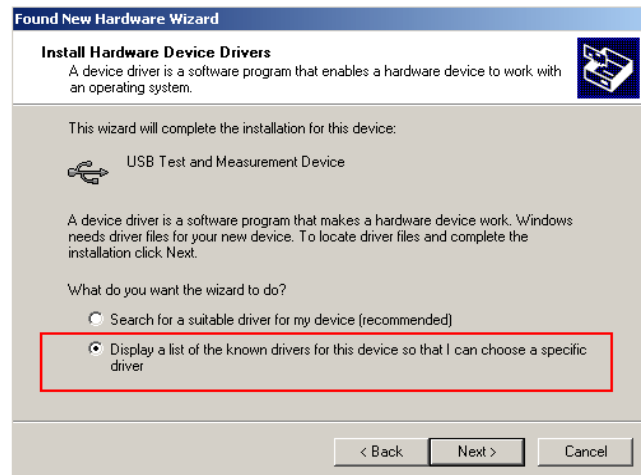 Found New Hardware Wizard
Install Hardware Device Drivers
A device driver is a software program that enables a hardware device to work with
an operating system.
This wizard will complete the installation for this device:
USB Test and Measurement Device
A device driver is a software program that makes a hardware device work. Windows
needs driver files for your new device. To locate driver files and complete the
installation click Next.
What do you want the wizard to do?
Search for a suitable driver for my device (recommended)
Display a list of the known drivers for this device so that I can choose a specific
driver
< Back Next > Cancel